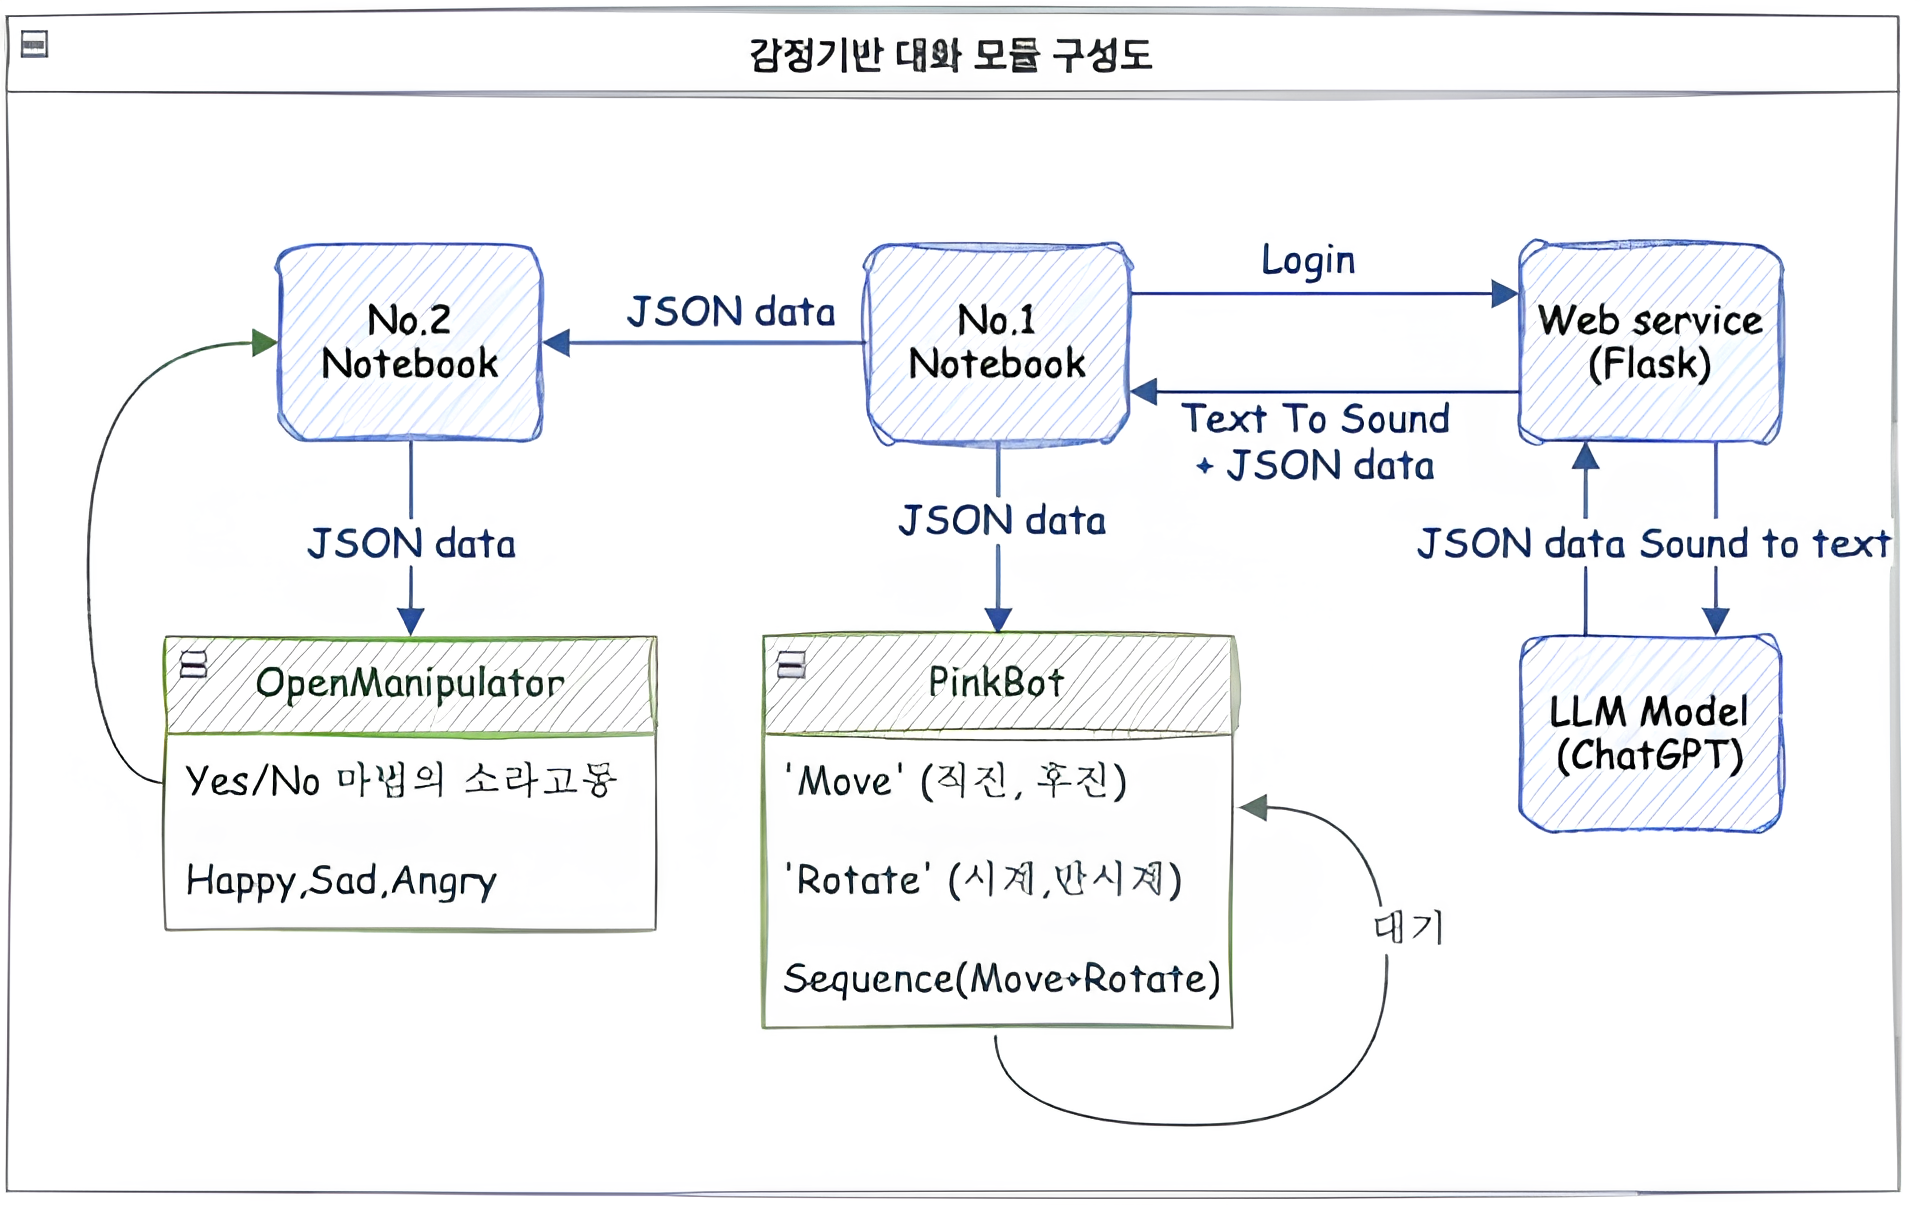 감정기반 대화 모듈 구성도
No.2
Notebook
JSON data
No.1
Notebook
Login
Web service
(Flask)
Text To Sound
+ JSON data
JSON data
JSON data
JSON data
Sound to text
OpenManipulator
Yes/No 마법의 소라고동
Happy,Sad,Angry
PinkBot
'Move' (직진, 후진)
'Rotate' (시계,반시계)
Sequence(Move+Rotate)
대기
LLM Model
(ChatGPT)